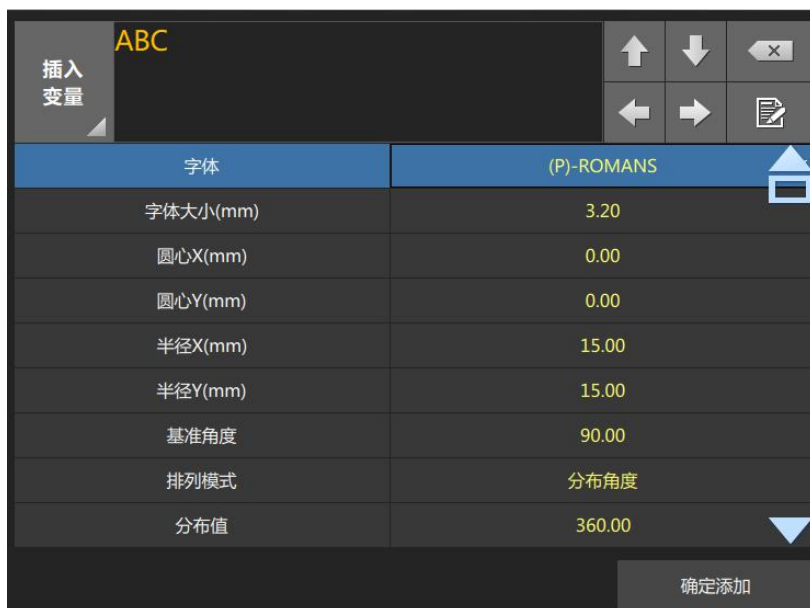 插入
变量
ABC
字体 (P)-ROMANS
字体大小(mm) 3.20
圆心X(mm) 0.00
圆心Y(mm) 0.00
半径X(mm) 15.00
半径Y(mm) 15.00
基准角度 90.00
排列模式 分布角度
分布值 360.00
确定添加